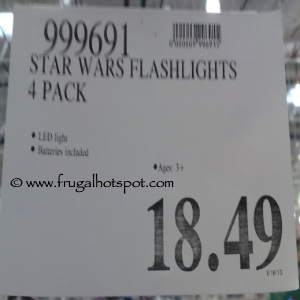 999691
STAR WARS FLASHLIGHTS
4 PACK
• LED light
• Batteries included
•Ages: 3+
© www.frugalhotspot.com
18.49